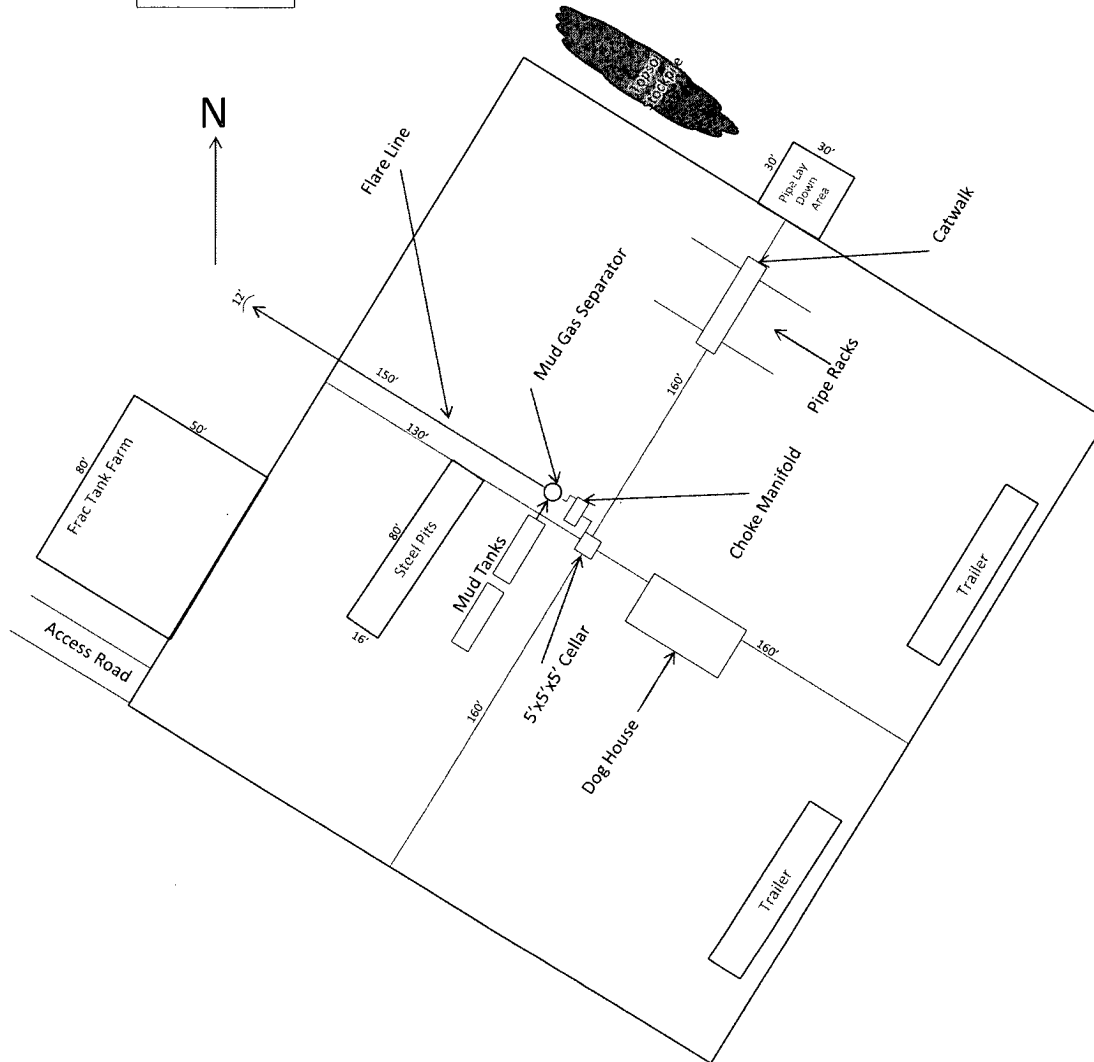 Topsoil
Stockpile
N
30'
30'
Pipe Lay
Down
Area
Flare Line
Catwalk
12'
Mud Gas Separator
150'
160'
130'
Pipe Racks
50'
80'
Frac Tank Farm
80'
Steel Pits
16'
Mud Tanks
Choke Manifold
Trailer
Access Road
160'
5'x5'x5' Cellar
160'
Dog House
Trailer